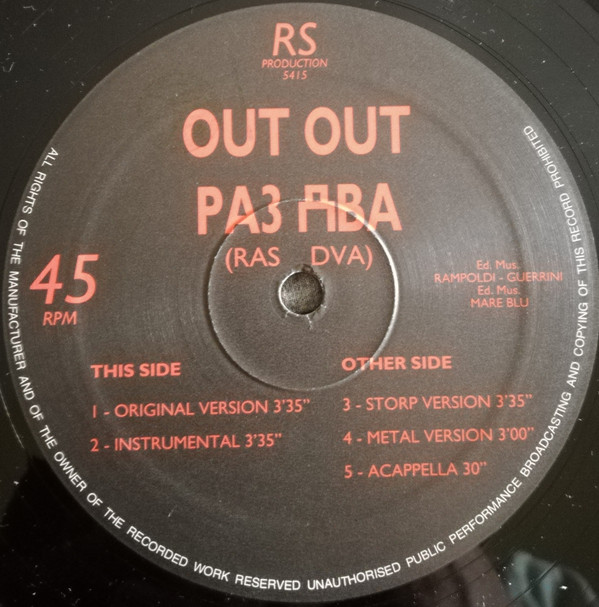 RS
PRODUCTION
5415
OUT OUT
РАЗ ДВА
(RAS DVA)
45
RPM
Ed. Mus.
RAMPOLDI - GUERRINI
Ed. Mus.
MARE BLU
THIS SIDE
1 - ORIGINAL VERSION 3'35"
2 - INSTRUMENTAL 3'35"
OTHER SIDE
3 - STORP VERSION 3'35"
4 - METAL VERSION 3'00"
5 - ACAPPELLA 30"
ALL RIGHTS OF THE MANUFACTURER AND OF THE OWNER OF THE RECORDED WORK RESERVED UNAUTHORISED PUBLIC PERFORMANCE BROADCASTING AND COPYING OF THIS RECORD PROHIBITED